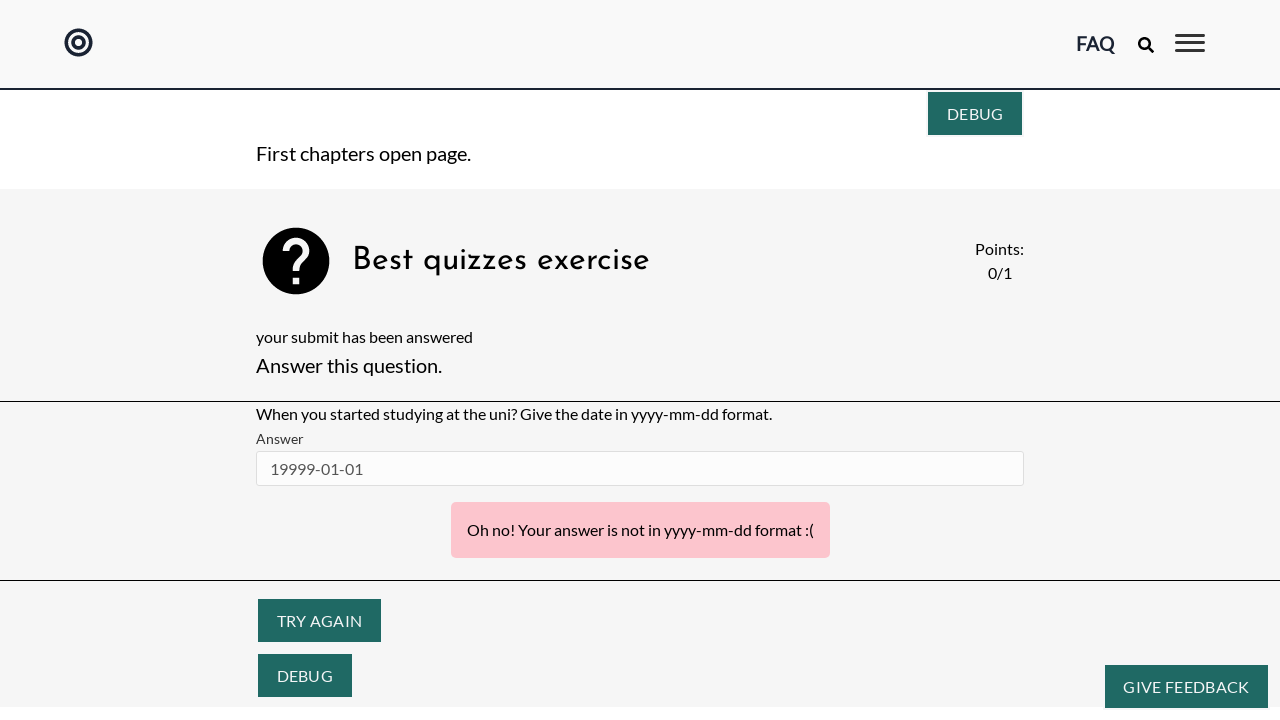 FAQ
DEBUG
First chapters open page.
Best quizzes exercise
Points:
0/1
your submit has been answered
Answer this question.
When you started studying at the uni? Give the date in yyyy-mm-dd format.
Answer
19999-01-01
Oh no! Your answer is not in yyyy-mm-dd format :(
TRY AGAIN
DEBUG
GIVE FEEDBACK